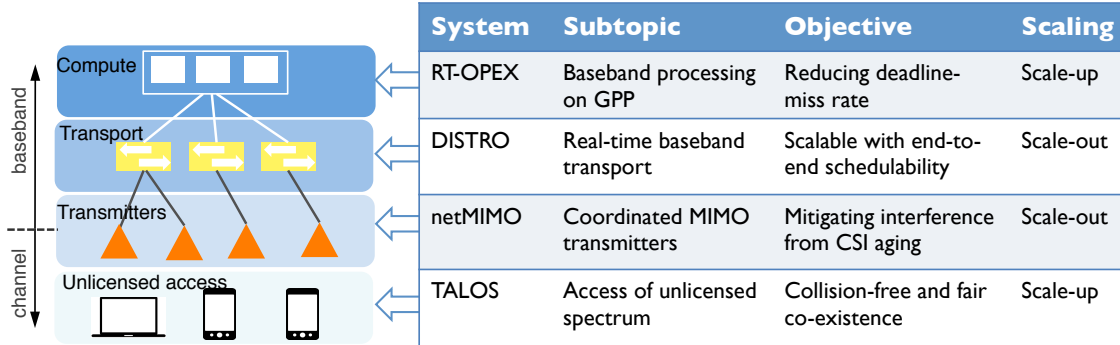 System Subtopic Objective Scaling
Compute
RT-OPEX Baseband processing Reducing deadline- Scale-up
on GPP miss rate
baseband
Transport
DISTRO Real-time baseband Scalable with end-to- Scale-out
transport end schedulability
Transmitters
netMIMO Coordinated MIMO Mitigating interference Scale-out
transmitters from CSI aging
channel
Unlicensed access
TALOS Access of unlicensed Collision-free and fair Scale-up
spectrum co-existence